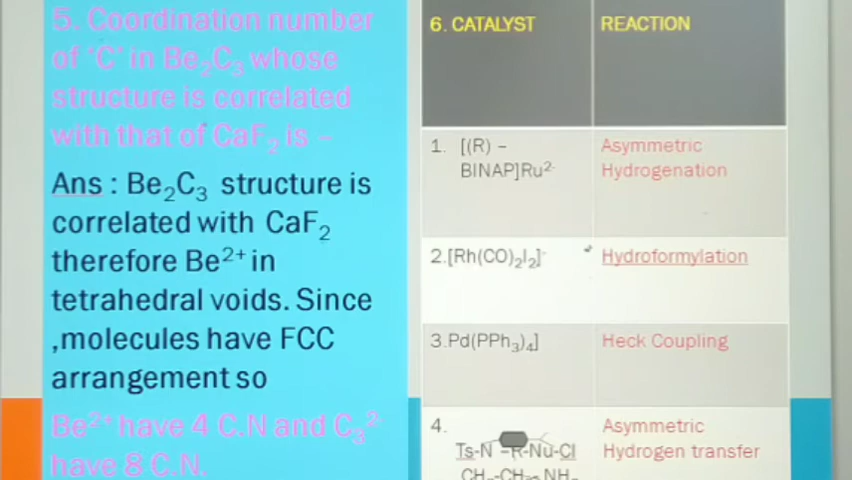 5. Coordination number
of 'C' in Be₂C₃ whose
structure is correlated
with that of CaF₂ is –
Ans : Be₂C₃ structure is
correlated with CaF₂
therefore Be²⁺ in
tetrahedral voids. Since
,molecules have FCC
arrangement so
Be²⁺ have 4 C.N and C₃²⁻
have 8 C.N.
6. CATALYST REACTION
1. [(R) – Asymmetric
BINAP]Ru²⁻ Hydrogenation
2.[Rh(CO)₂I₂]⁻ Hydroformylation
3.Pd(PPh₃)₄] Heck Coupling
4. Asymmetric
Ts-N –R-Nu-Cl Hydrogen transfer